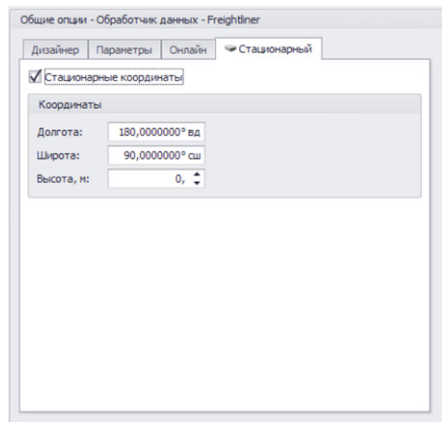 Общие опции - Обработчик данных - Freightliner
Дизайнер Параметры Онлайн Стационарный
Стационарные координаты
Координаты
Долгота: 180,0000000° вд
Широта: 90,0000000° сш
Высота, м: 0,